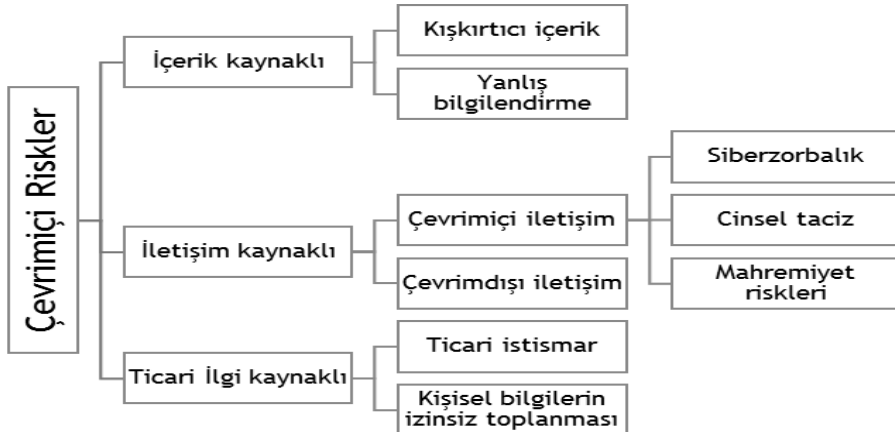 Çevrimiçi Riskler
İçerik kaynaklı
Kışkırtıcı içerik
Yanlış
bilgilendirme
İletişim kaynaklı
Çevrimiçi iletişim
Siberzorbalık
Cinsel taciz
Mahremiyet
riskleri
Çevrimdışı iletişim
Ticari İlgi kaynaklı
Ticari istismar
Kişisel bilgilerin
izinsiz toplanması